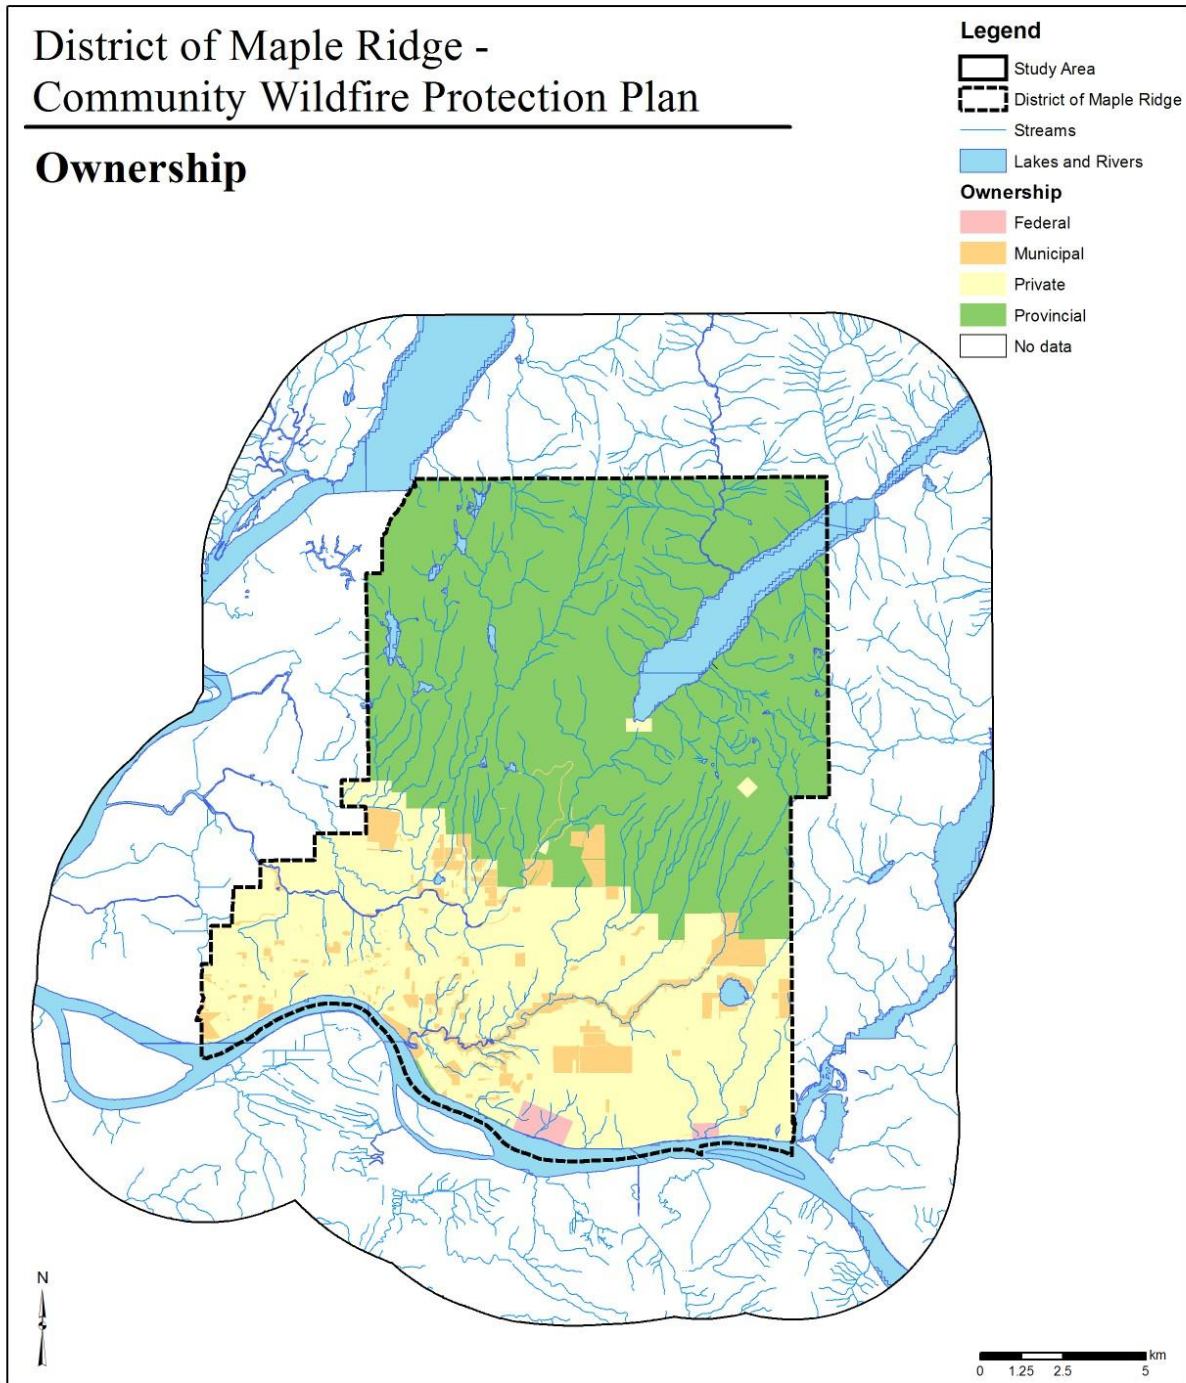 District of Maple Ridge -
Community Wildfire Protection Plan
Ownership
Legend
Study Area
District of Maple Ridge
Streams
Lakes and Rivers
Ownership
Federal
Municipal
Private
Provincial
No data
N
km
0 1.25 2.5 5